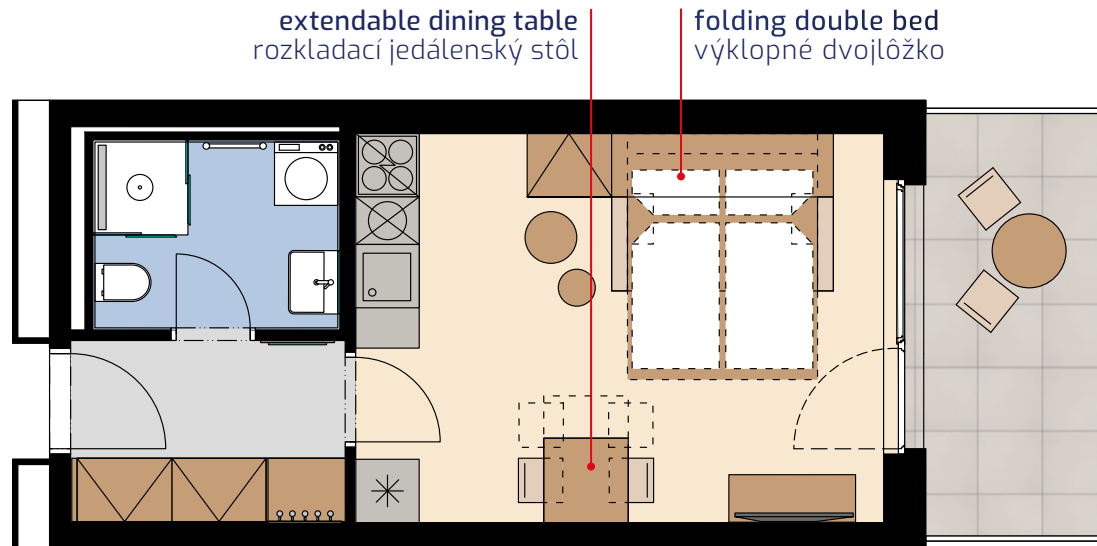 extendable dining table
rozkladací jedálenský stôl
folding double bed
výklopné dvojlôžko